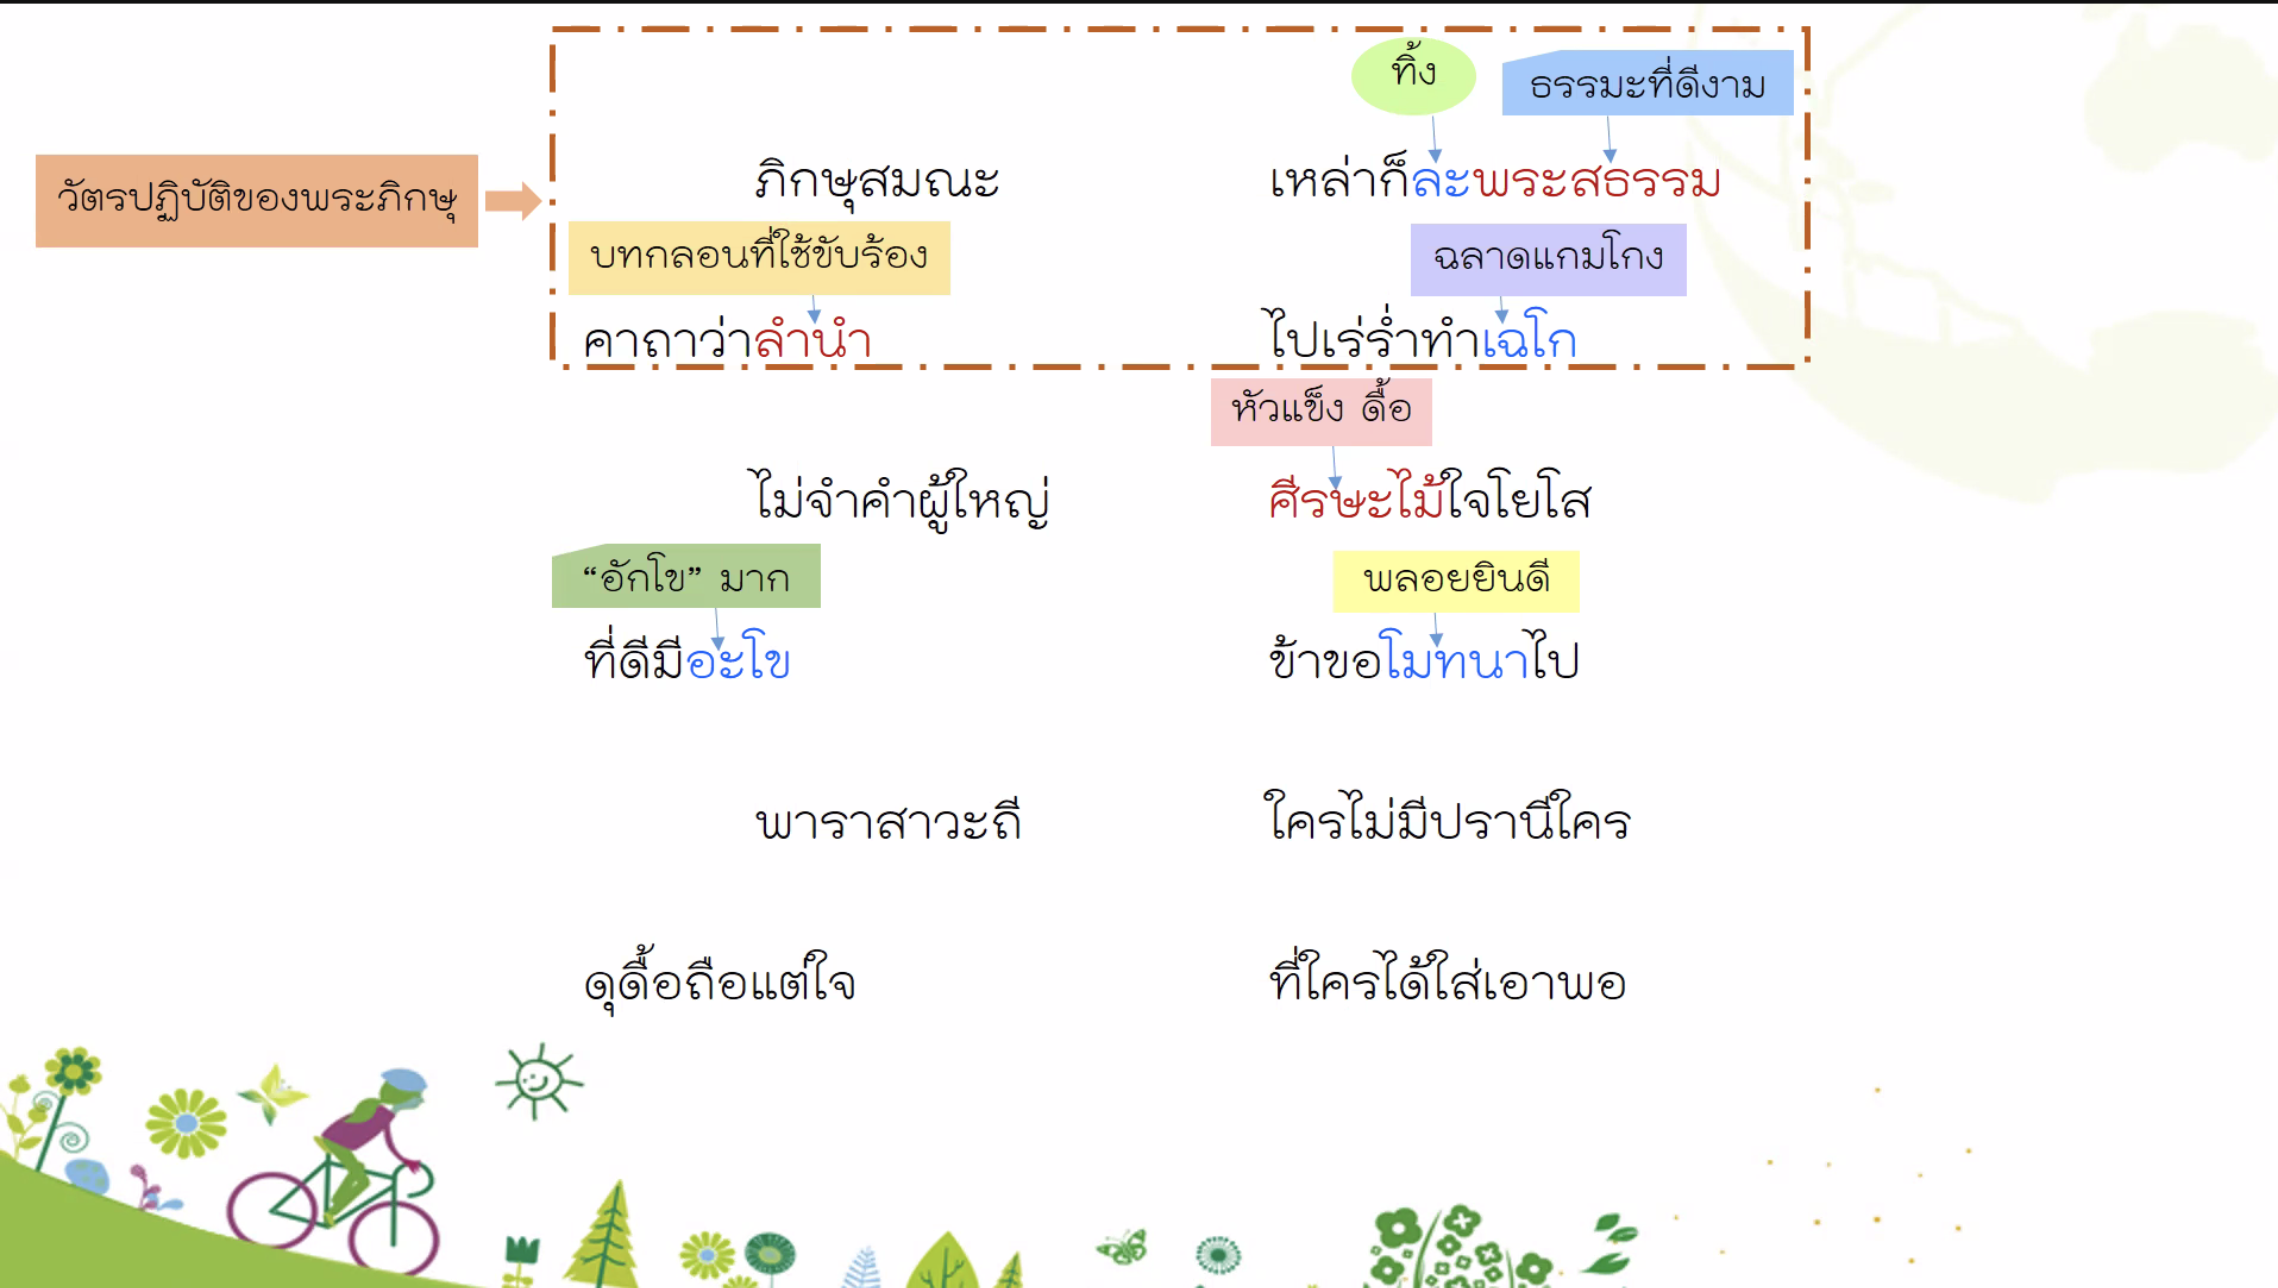 ทิ้ง ธรรมะที่ดีงาม
วัตรปฏิบัติของพระภิกษุ
ภิกษุสมณะ เหล่าก็ละพระสธรรม
บทกลอนที่ใช้ขับร้อง ฉลาดแกมโกง
คาถาว่าลำนำ ไปเร่ร่ำทำเฉโก
หัวแข็ง ดื้อ
ไม่จำคำผู้ใหญ่ ศีรษะไม้ใจโยโส
“อักโข” มาก พลอยยินดี
ที่ดีมีอะโข ข้าขอโมทนาไป
พาราสาวะถี ใครไม่มีปรานีใคร
ดุดื้อถือแต่ใจ ที่ใครได้ใส่เอาพอ